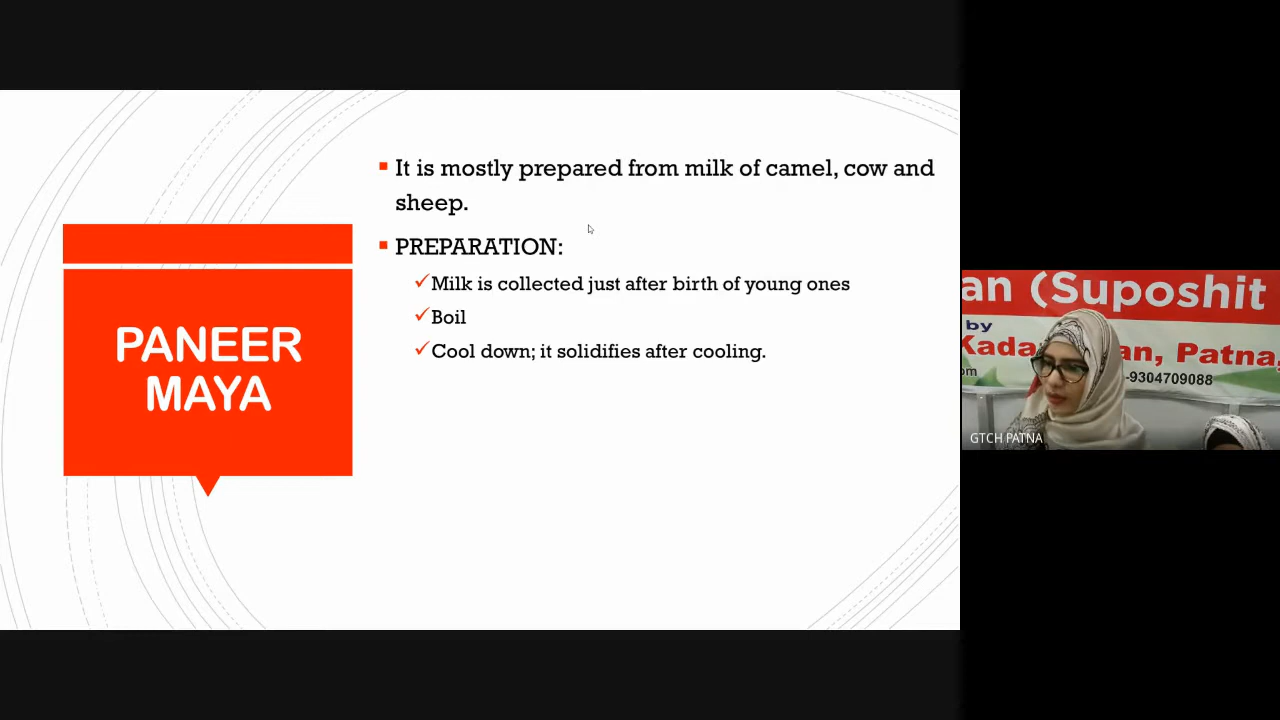 It is mostly prepared from milk of camel, cow and
sheep.
PREPARATION:
Milk is collected just after birth of young ones
Boil
Cool down; it solidifies after cooling.
PANEER
MAYA
an (Suposhit
by
Kada an, Patna,
om
-9304709088
GTCH PATNA